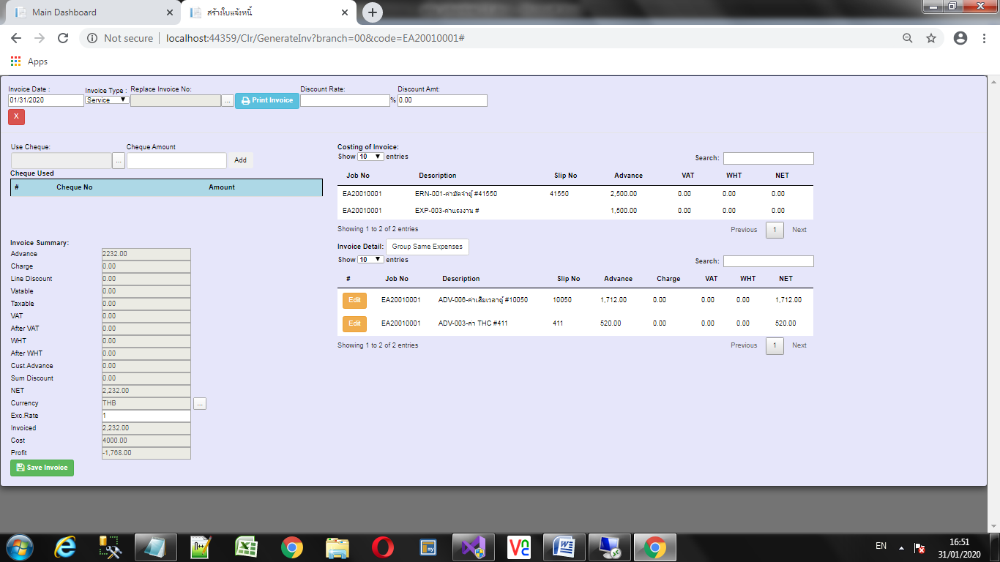 Main Dashboard
สร้างใบแจ้งหนี้
Not secure
localhost:44359/Clr/GenerateInv?branch=00&code=EA20010001#
Apps
Invoice Date : Invoice Type : Replace Invoice No: Discount Rate: Discount Amt:
01/31/2020 Service ... Print Invoice % 0.00
X
Use Cheque: Cheque Amount
... Add
Cheque Used
# Cheque No Amount
Invoice Summary:
Advance 2232.00
Charge 0.00
Line Discount 0.00
Vatable 0.00
Taxable 0.00
VAT 0.00
After VAT 0.00
WHT 0.00
After WHT 0.00
Cust.Advance 0.00
Sum Discount 0.00
NET 2,232.00
Currency THB ...
Exc.Rate 1
Invoiced 2,232.00
Cost 4000.00
Profit -1,768.00
Save Invoice
Costing of Invoice:
Show 10 entries
Search:
Job No Description Slip No Advance VAT WHT NET
EA20010001 ERN-001-ค่ามัดจำตู้ #41550 41550 2,500.00 0.00 0.00 0.00
EA20010001 EXP-003-ค่าแรงงาน # 1,500.00 0.00 0.00 0.00
Showing 1 to 2 of 2 entries
Previous 1 Next
Invoice Detail: Group Same Expenses
Show 10 entries
Search:
# Job No Description Slip No Advance Charge VAT WHT NET
Edit EA20010001 ADV-006-ค่าเสียเวลาตู้ #10050 10050 1,712.00 0.00 0.00 0.00 1,712.00
Edit EA20010001 ADV-003-ค่า THC #411 411 520.00 0.00 0.00 0.00 520.00
Showing 1 to 2 of 2 entries
Previous 1 Next
EN
16:51
31/01/2020